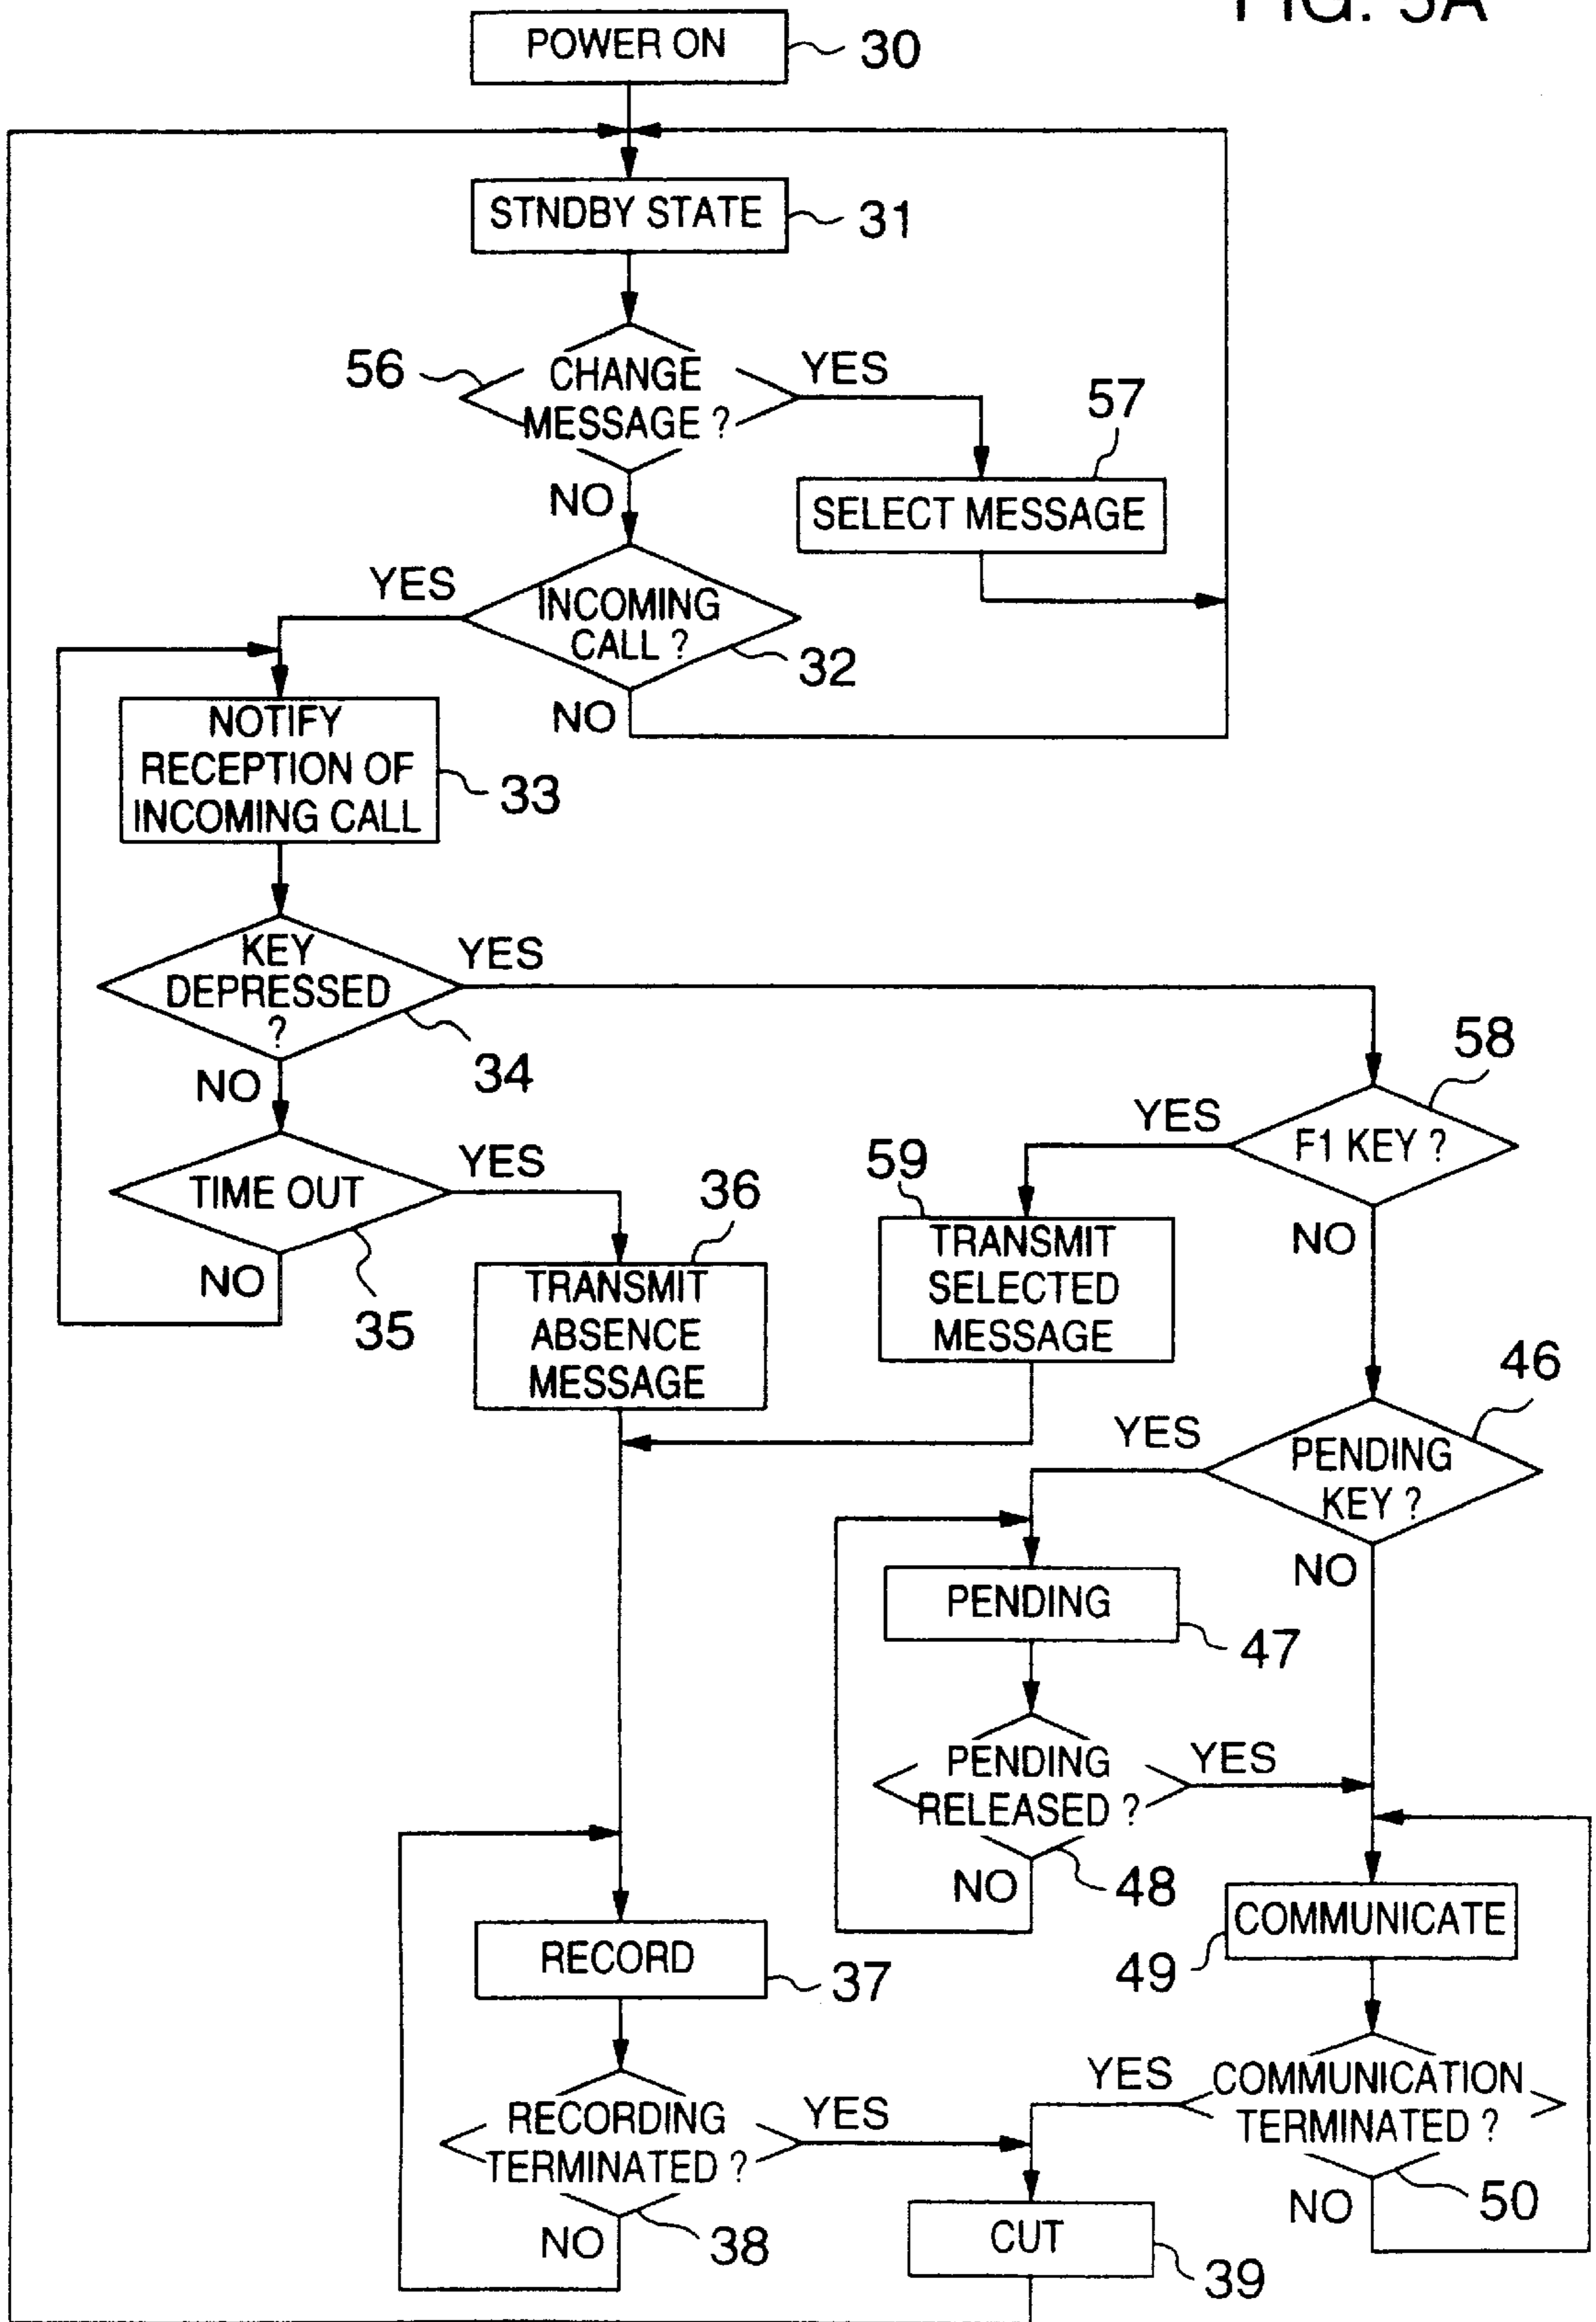 POWER ON
30
STNDBY STATE
31
56
CHANGE
MESSAGE ?
YES
57
SELECT MESSAGE
NO
YES
INCOMING
CALL ?
32
NO
NOTIFY
RECEPTION OF
INCOMING CALL
33
KEY
DEPRESSED
?
YES
34
NO
58
F1 KEY ?
YES
NO
TIME OUT
YES
35
NO
36
TRANSMIT
ABSENCE
MESSAGE
59
TRANSMIT
SELECTED
MESSAGE
46
PENDING
KEY ?
YES
NO
PENDING
47
PENDING
RELEASED ?
YES
48
NO
COMMUNICATE
49
RECORD
37
COMMUNICATION
TERMINATED ?
YES
50
NO
RECORDING
TERMINATED ?
YES
38
NO
CUT
39